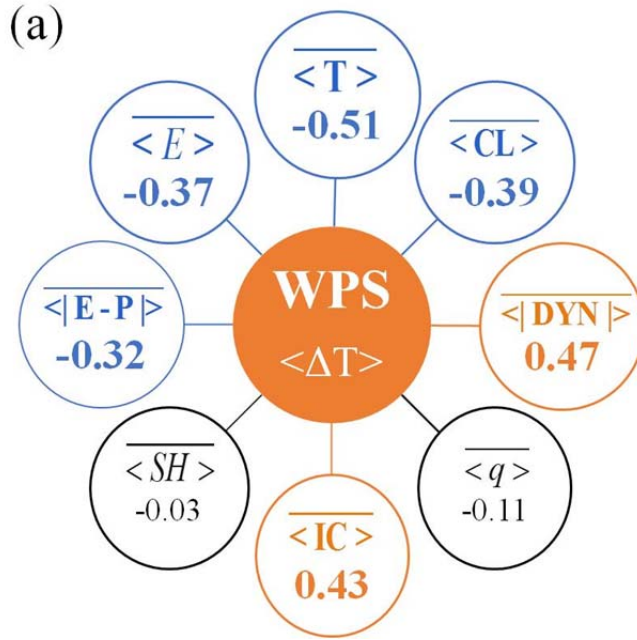 (a)
< T >
-0.51
< E >
-0.37
< CL >
-0.39
WPS
<ΔT>
<| E - P |>
-0.32
<| DYN |>
0.47
< SH >
-0.03
< q >
-0.11
< IC >
0.43